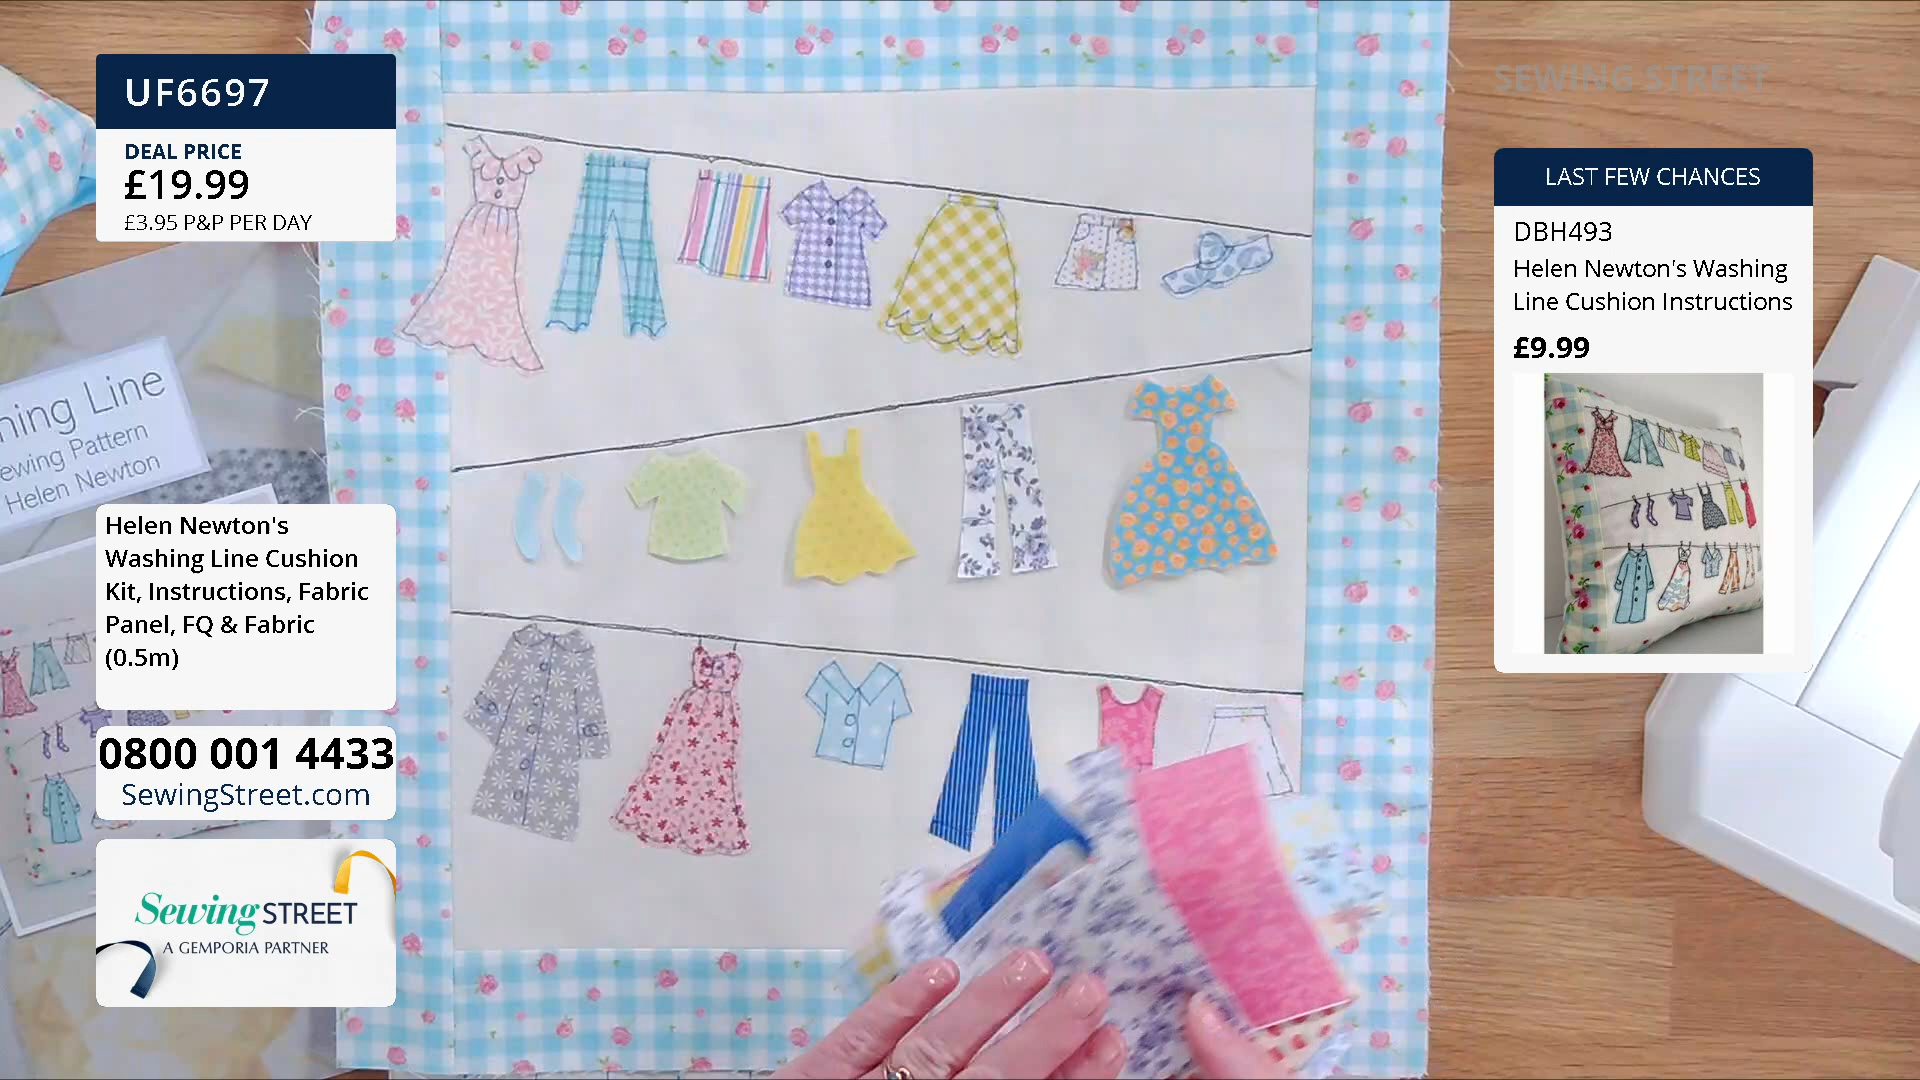 UF6697
DEAL PRICE
£19.99
£3.95 P&P PER DAY
ning Line
ewing Pattern
Helen Newton
Helen Newton's
Washing Line Cushion
Kit, Instructions, Fabric
Panel, FQ & Fabric
(0.5m)
0800 001 4433
SewingStreet.com
Sewing STREET
A GEMPORIA PARTNER
SEWING STREET
LAST FEW CHANCES
DBH493
Helen Newton's Washing
Line Cushion Instructions
£9.99